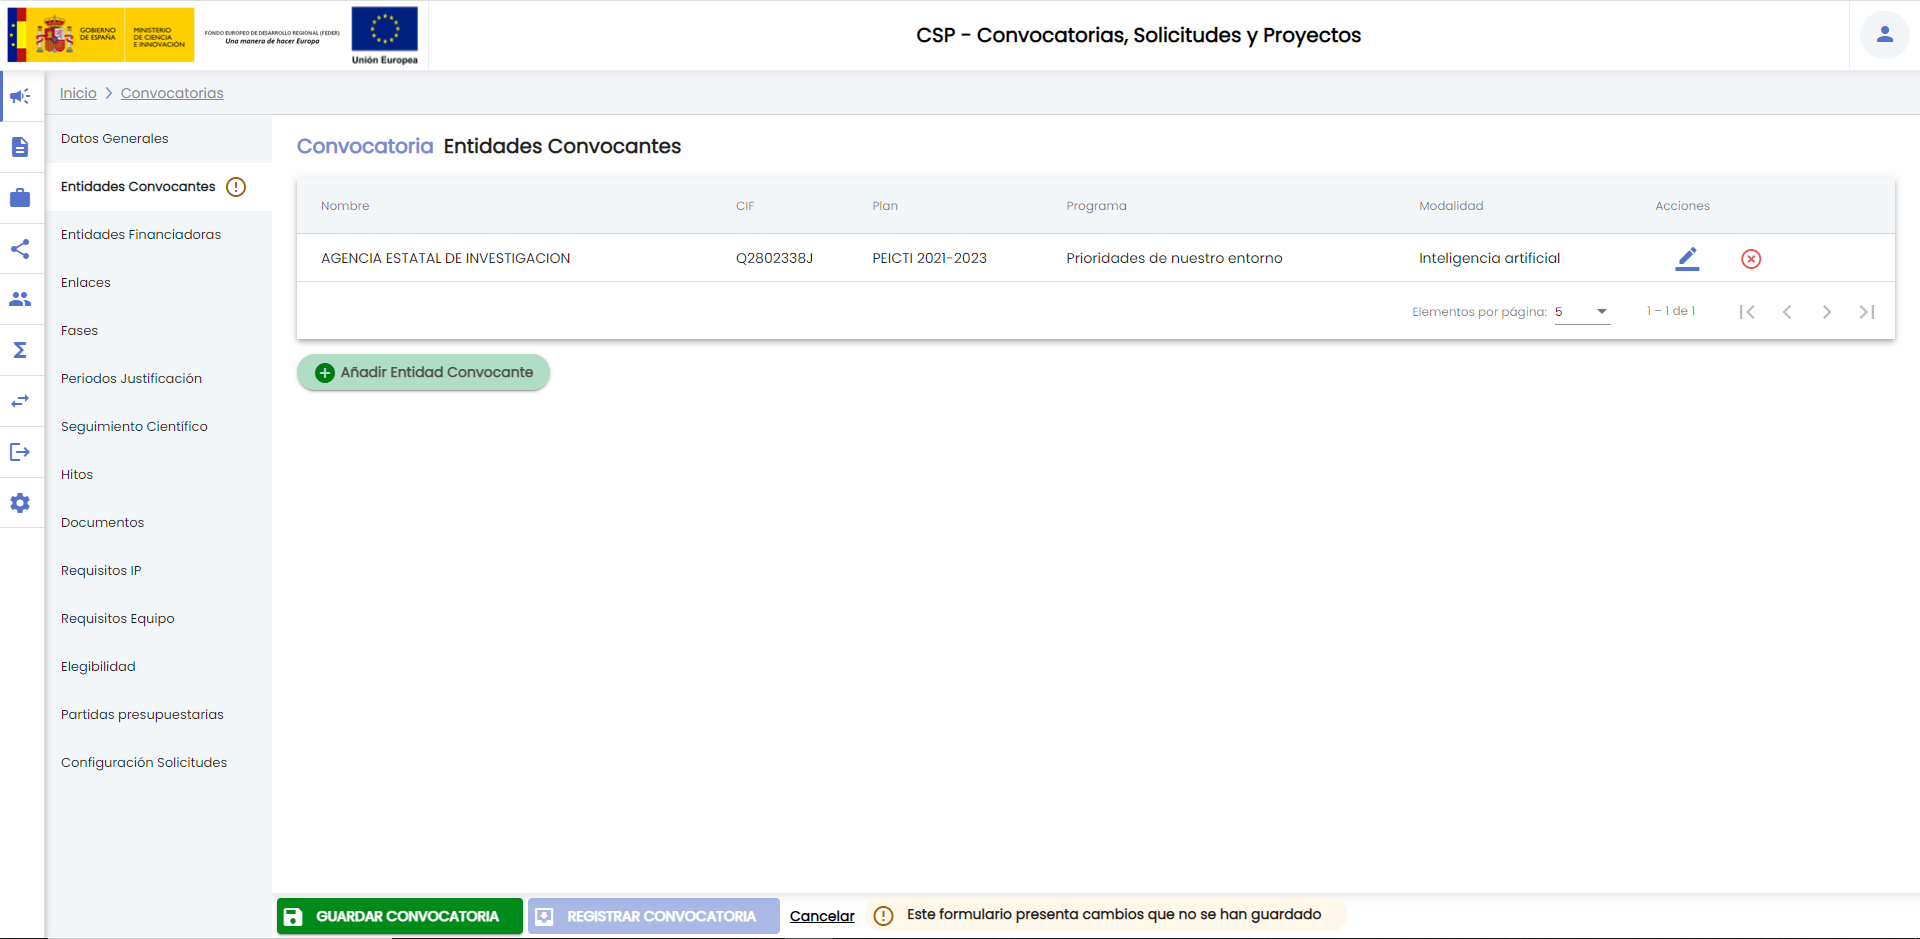 GOBIERNO
DE ESPAÑA
MINISTERIO
DE CIENCIA
E INNOVACIÓN
FONDO EUROPEO DE DESARROLLO REGIONAL (FEDER)
Una manera de hacer Europa
Unión Europea
CSP - Convocatorias, Solicitudes y Proyectos
Inicio Convocatorias
Datos Generales
Entidades Convocantes
Entidades Financiadoras
Enlaces
Fases
Periodos Justificación
Seguimiento Científico
Hitos
Documentos
Requisitos IP
Requisitos Equipo
Elegibilidad
Partidas presupuestarias
Configuración Solicitudes
Convocatoria Entidades Convocantes
Nombre CIF Plan Programa Modalidad Acciones
AGENCIA ESTATAL DE INVESTIGACION Q2802338J PEICTI 2021-2023 Prioridades de nuestro entorno Inteligencia artificial
Elementos por página: 5 1 – 1 de 1
Añadir Entidad Convocante
GUARDAR CONVOCATORIA REGISTRAR CONVOCATORIA Cancelar Este formulario presenta cambios que no se han guardado